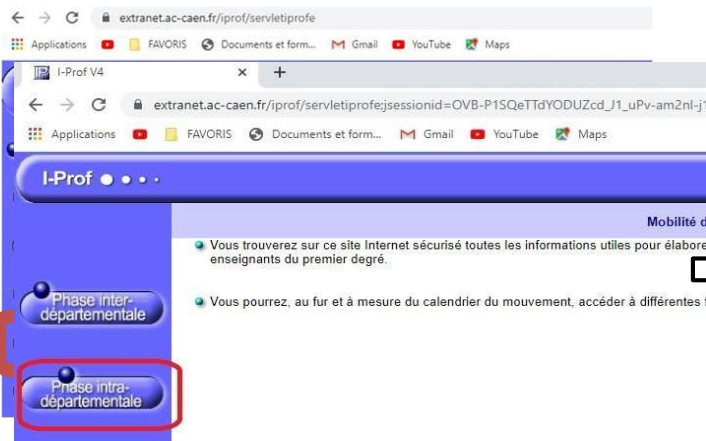 extranet.ac-caen.fr/iprof/servletiprofe
Applications FAVORIS Documents et form... Gmail YouTube Maps
I-Prof V4
extranet.ac-caen.fr/iprof/servletiprofe;jsessionid=OVB-P1SQeTTdYODUZcd_J1_uPv-am2nl-j1
Applications FAVORIS Documents et form... Gmail YouTube Maps
I-Prof
Mobilité d
Vous trouverez sur ce site Internet sécurisé toutes les informations utiles pour élabore
enseignants du premier degré.
Vous pourrez, au fur et à mesure du calendrier du mouvement, accéder à différentes f
Phase inter-
départementale
Phase intra-
départementale